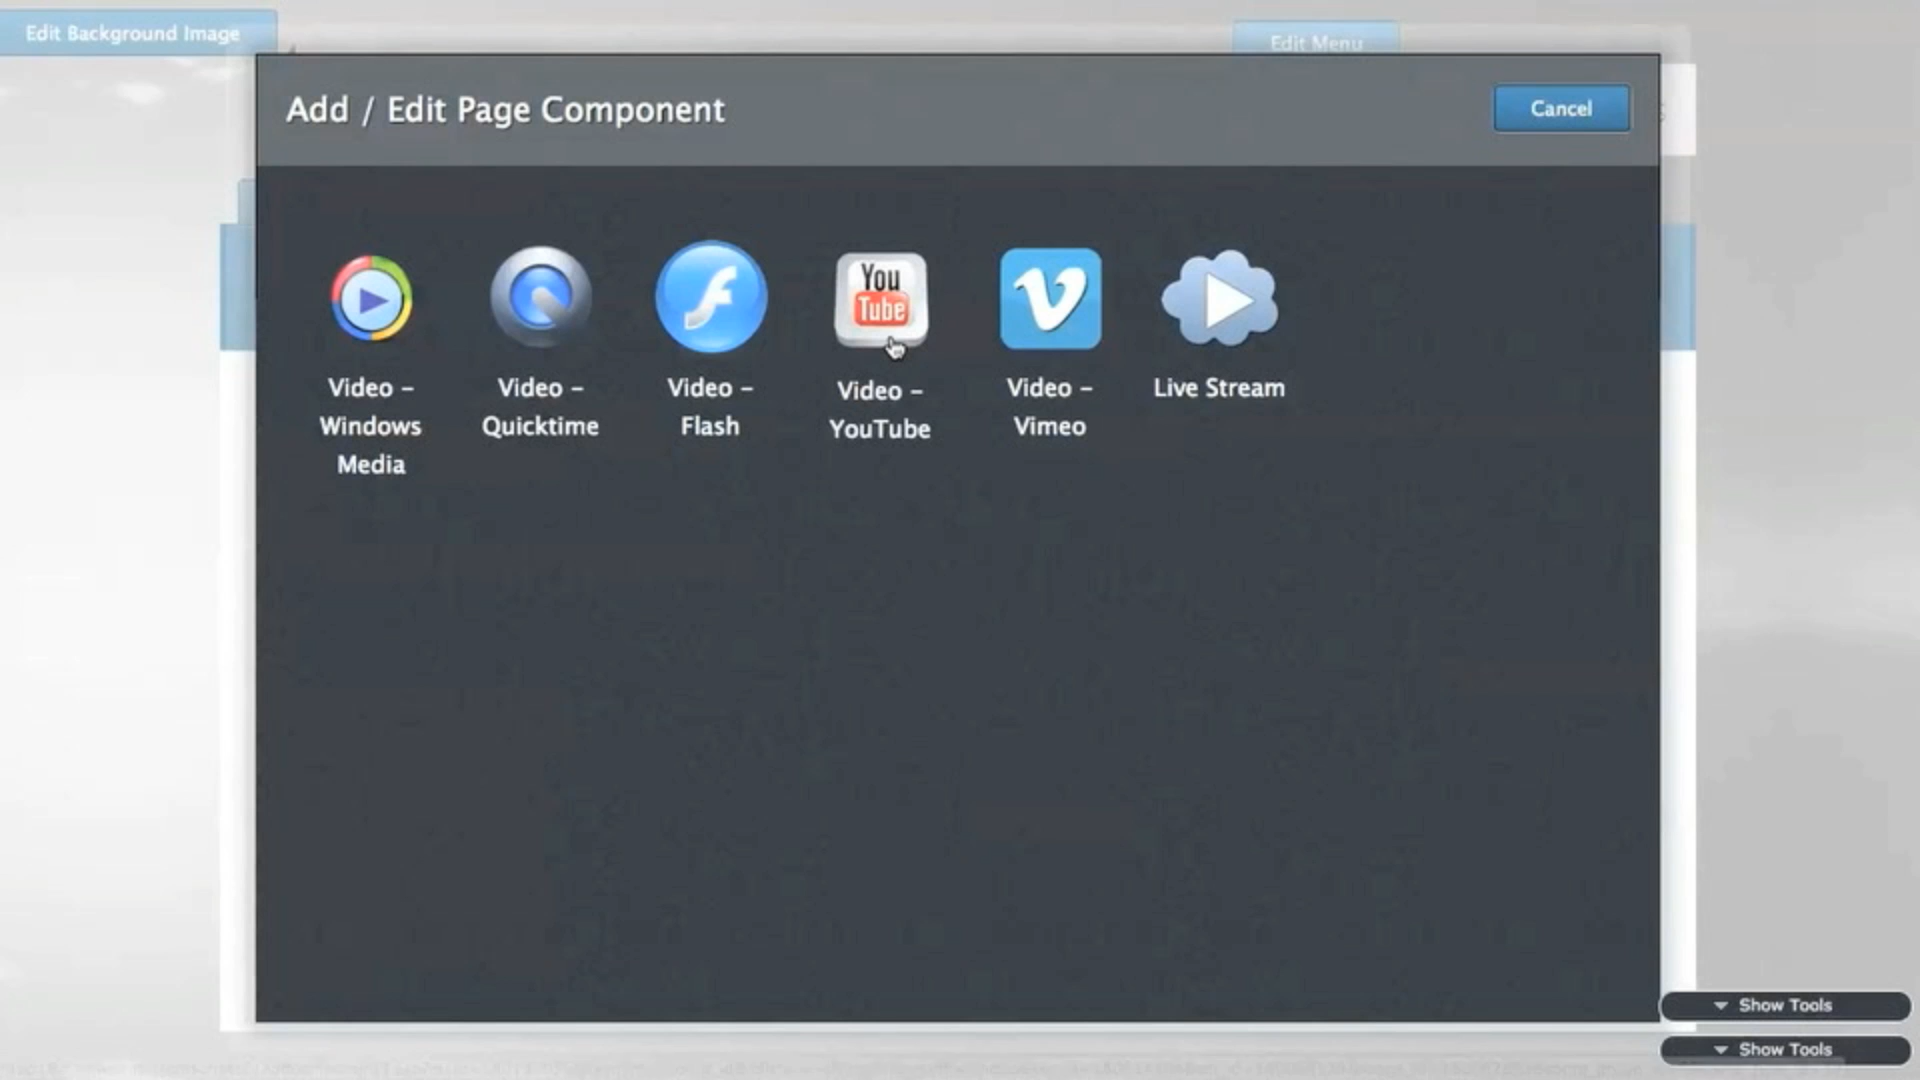 Edit Background Image
Edit Menu
Add / Edit Page Component
Cancel
You
Tube
Video –
Windows
Media
Video –
Quicktime
Video –
Flash
Video –
YouTube
Video –
Vimeo
Live Stream
Show Tools
Show Tools